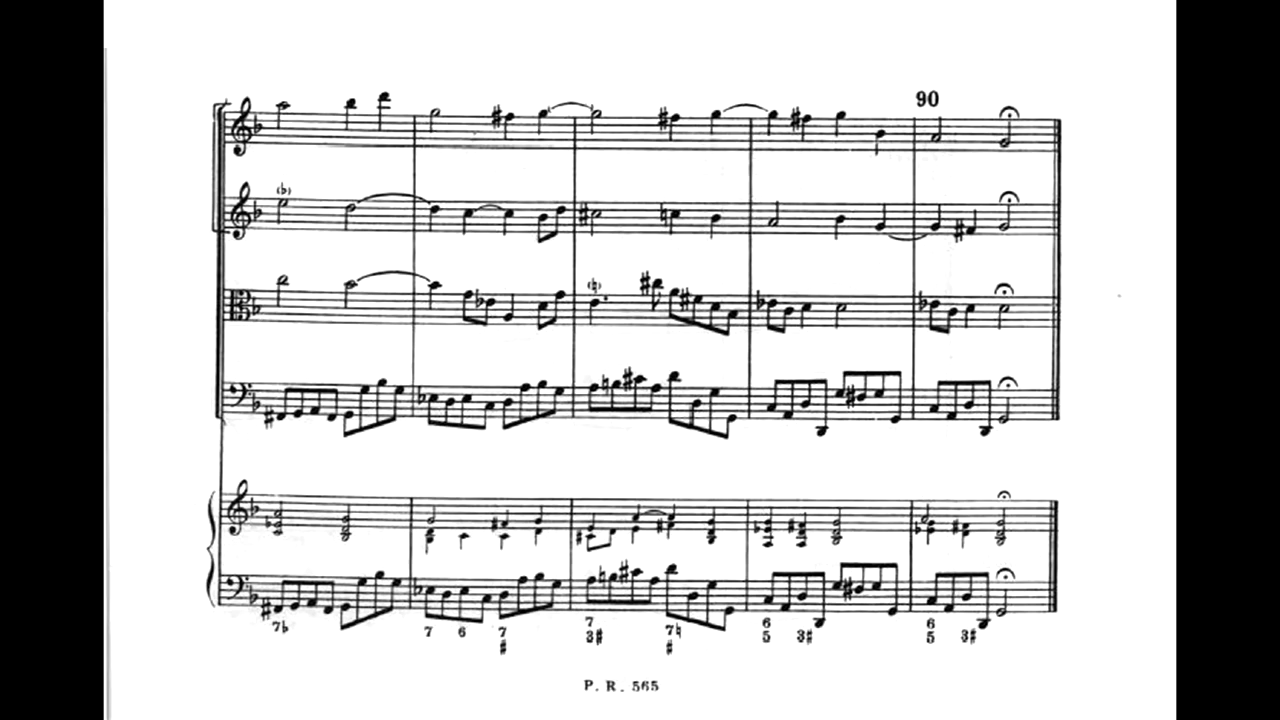 90
(b)
(♮)
7♭ 7 6 7 7 7♮ 6 3♯ 6 3♯
♯ 3♯ ♯ 5 5
P. R. 565